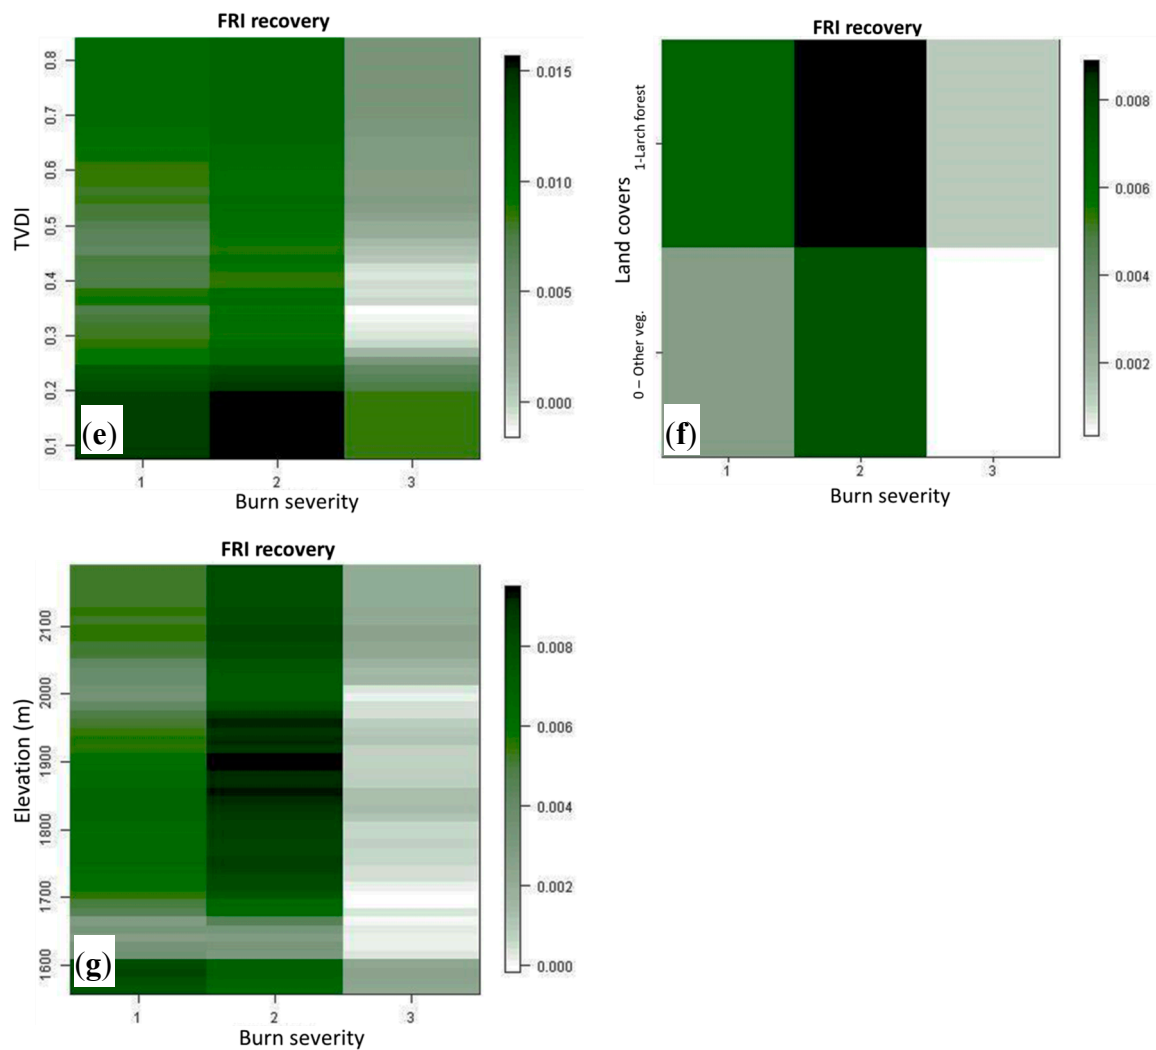 FRI recovery
TVDI
0.8
0.7
0.6
0.5
0.4
0.3
0.2
0.1
(e)
1
2
3
Burn severity
0.015
0.010
0.005
0.000
FRI recovery
Land covers
1-Larch forest
0 – Other veg.
(f)
1
2
3
Burn severity
0.008
0.006
0.004
0.002
FRI recovery
Elevation (m)
2100
2000
1900
1800
1700
1600
(g)
1
2
3
Burn severity
0.008
0.006
0.004
0.002
0.000